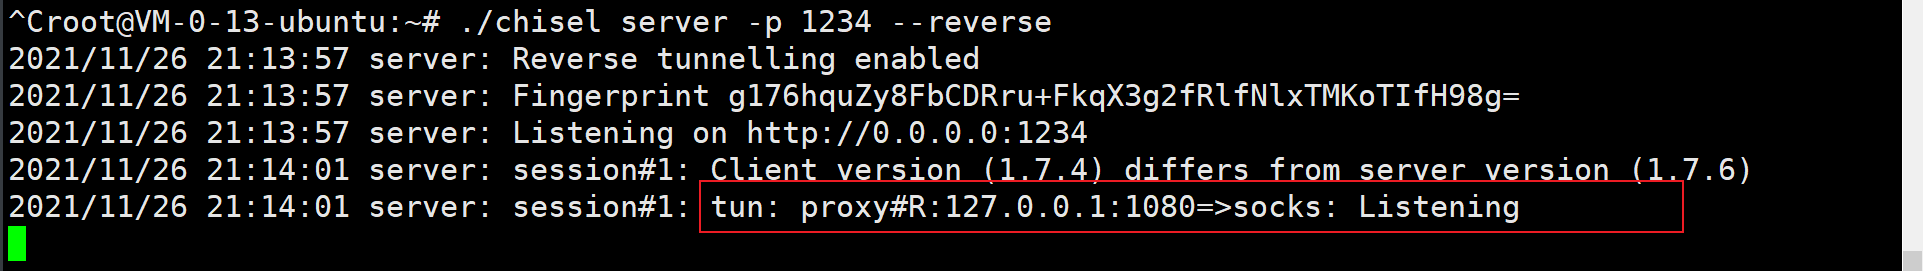 ^Croot@VM-0-13-ubuntu:~# ./chisel server -p 1234 --reverse
2021/11/26 21:13:57 server: Reverse tunnelling enabled
2021/11/26 21:13:57 server: Fingerprint g176hquZy8FbCDRru+FkqX3g2fRlfNlxTMKoTIfH98g=
2021/11/26 21:13:57 server: Listening on http://0.0.0.0:1234
2021/11/26 21:14:01 server: session#1: Client version (1.7.4) differs from server version (1.7.6)
2021/11/26 21:14:01 server: session#1: tun: proxy#R:127.0.0.1:1080=>socks: Listening